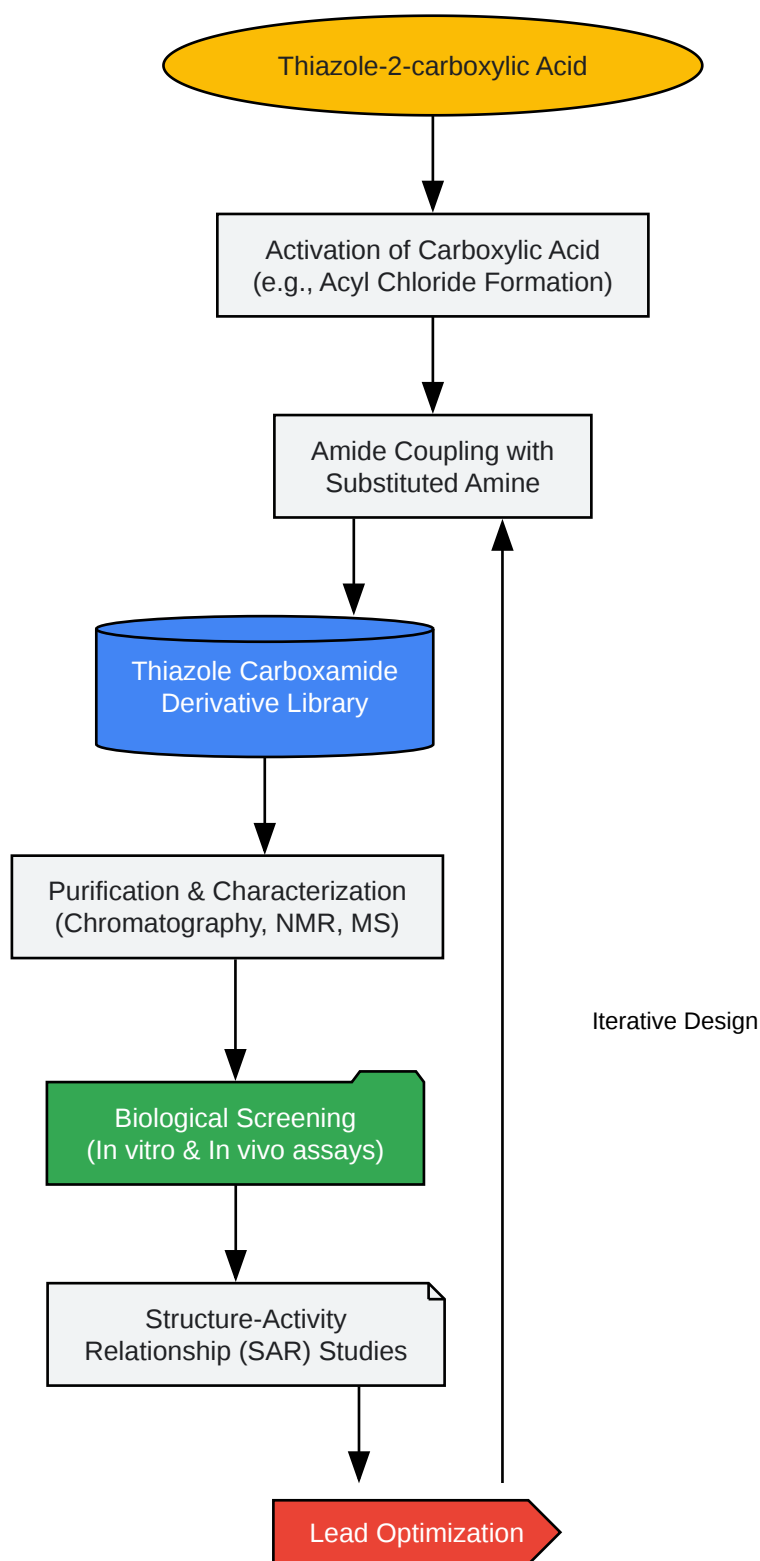 Thiazole-2-carboxylic Acid
Activation of Carboxylic Acid
(e.g., Acyl Chloride Formation)
Amide Coupling with
Substituted Amine
Thiazole Carboxamide
Derivative Library
Purification & Characterization
(Chromatography, NMR, MS)
Iterative Design
Biological Screening
(In vitro & In vivo assays)
Structure-Activity
Relationship (SAR) Studies
Lead Optimization